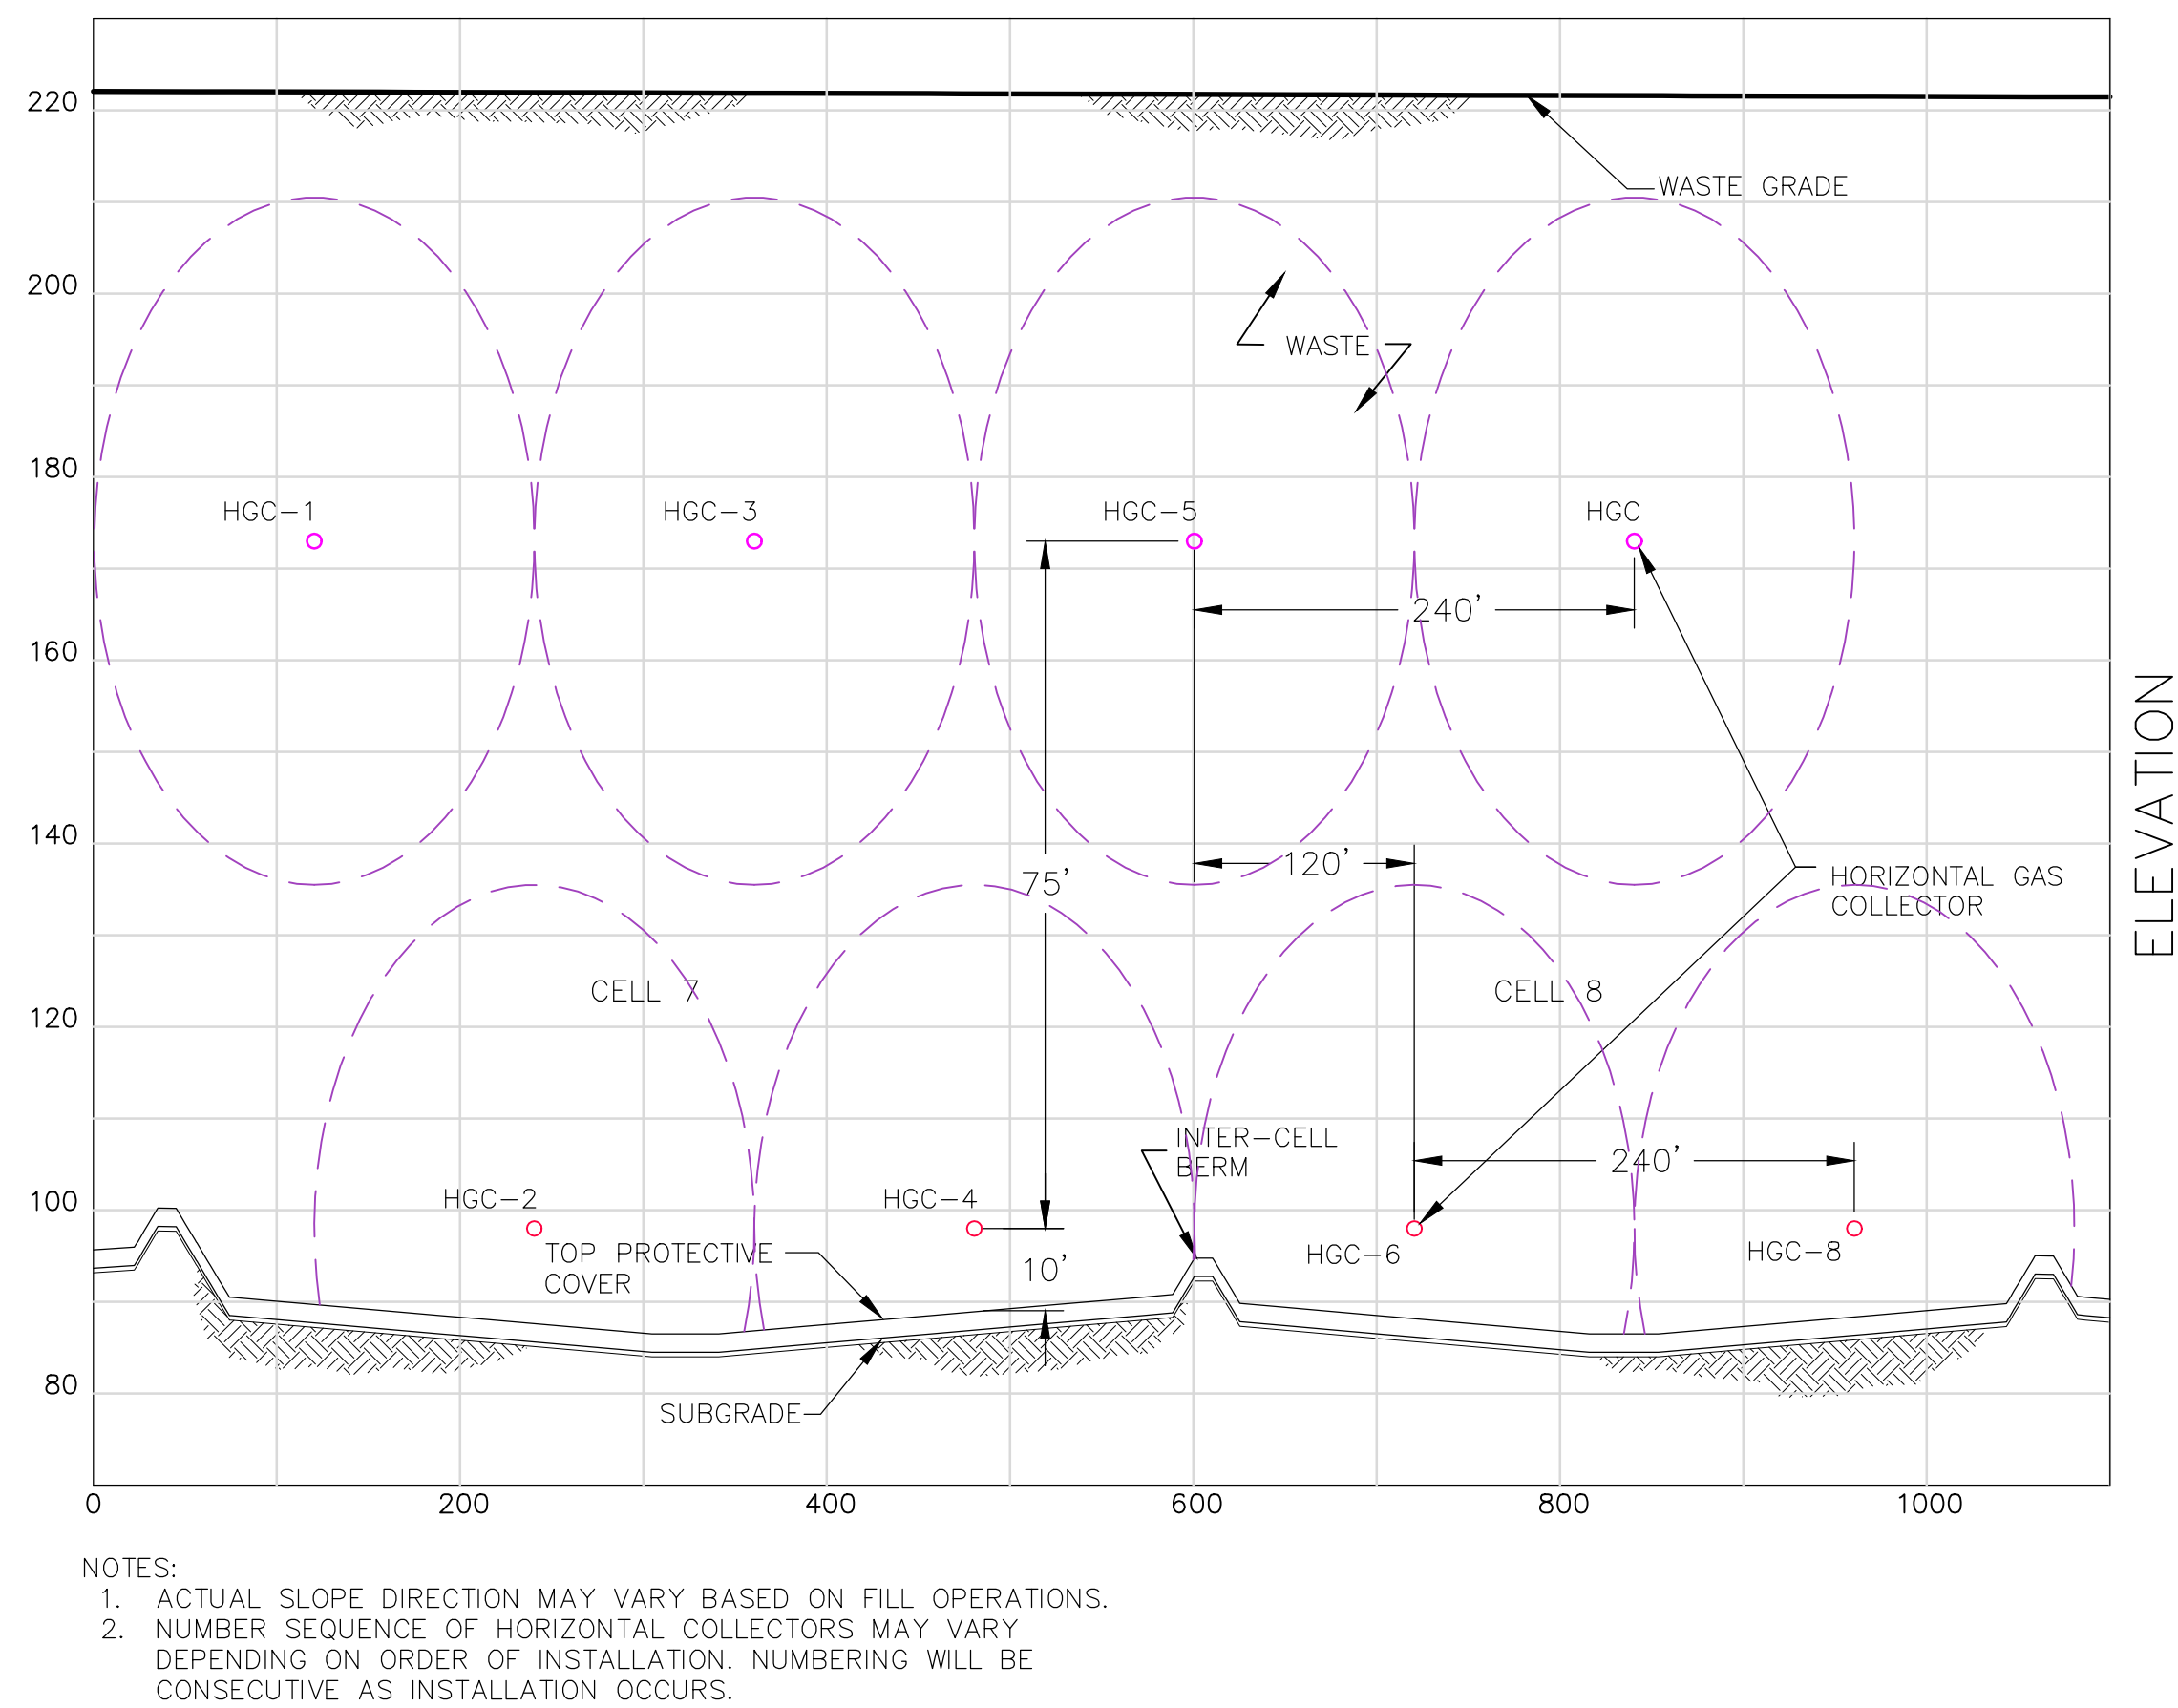 220
WASTE GRADE
200
WASTE
180
HGC-1
HGC-3
HGC-5
HGC
240'
160
ELEVATION
140
120'
75'
HORIZONTAL GAS
COLLECTOR
CELL 7
CELL 8
120
INTER-CELL
BERM
240'
100
HGC-2
HGC-4
HGC-6
HGC-8
TOP PROTECTIVE
COVER
10'
80
SUBGRADE
0
200
400
600
800
1000
NOTES:
1. ACTUAL SLOPE DIRECTION MAY VARY BASED ON FILL OPERATIONS.
2. NUMBER SEQUENCE OF HORIZONTAL COLLECTORS MAY VARY
DEPENDING ON ORDER OF INSTALLATION. NUMBERING WILL BE
CONSECUTIVE AS INSTALLATION OCCURS.